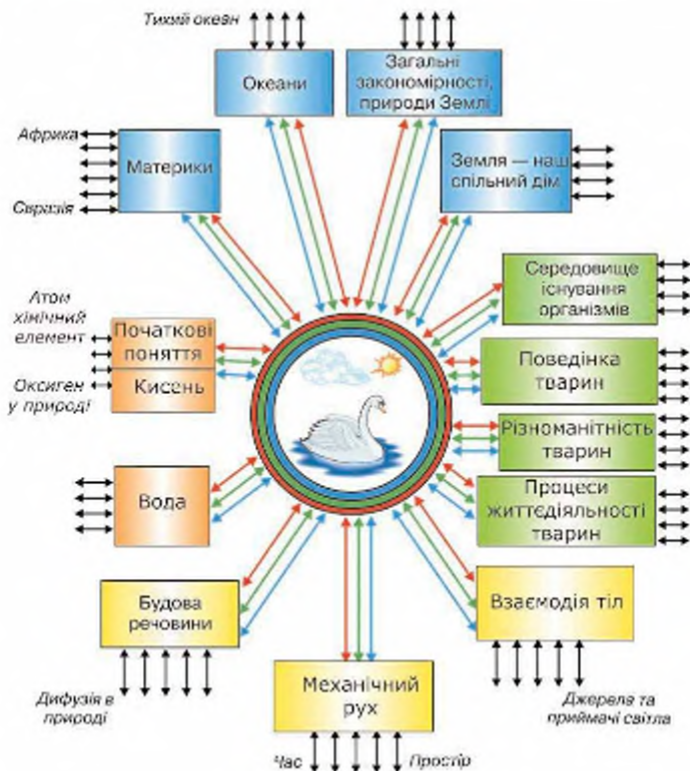 Тихий океан
Океани
Загальні
закономірності,
природи Землі
Африка
Материки
Євразія
Земля — наш
спільний дім
Середовище
існування
організмів
Атом
хімічний
елемент
Початкові
поняття
Кисень
Оксиген
у природі
Поведінка
тварин
Різноманітність
тварин
Вода
Процеси
життєдіяльності
тварин
Будова
речовини
Взаємодія тіл
Дифузія в
природі
Механічний
рух
Джерела та
приймачі світла
Час
Простір